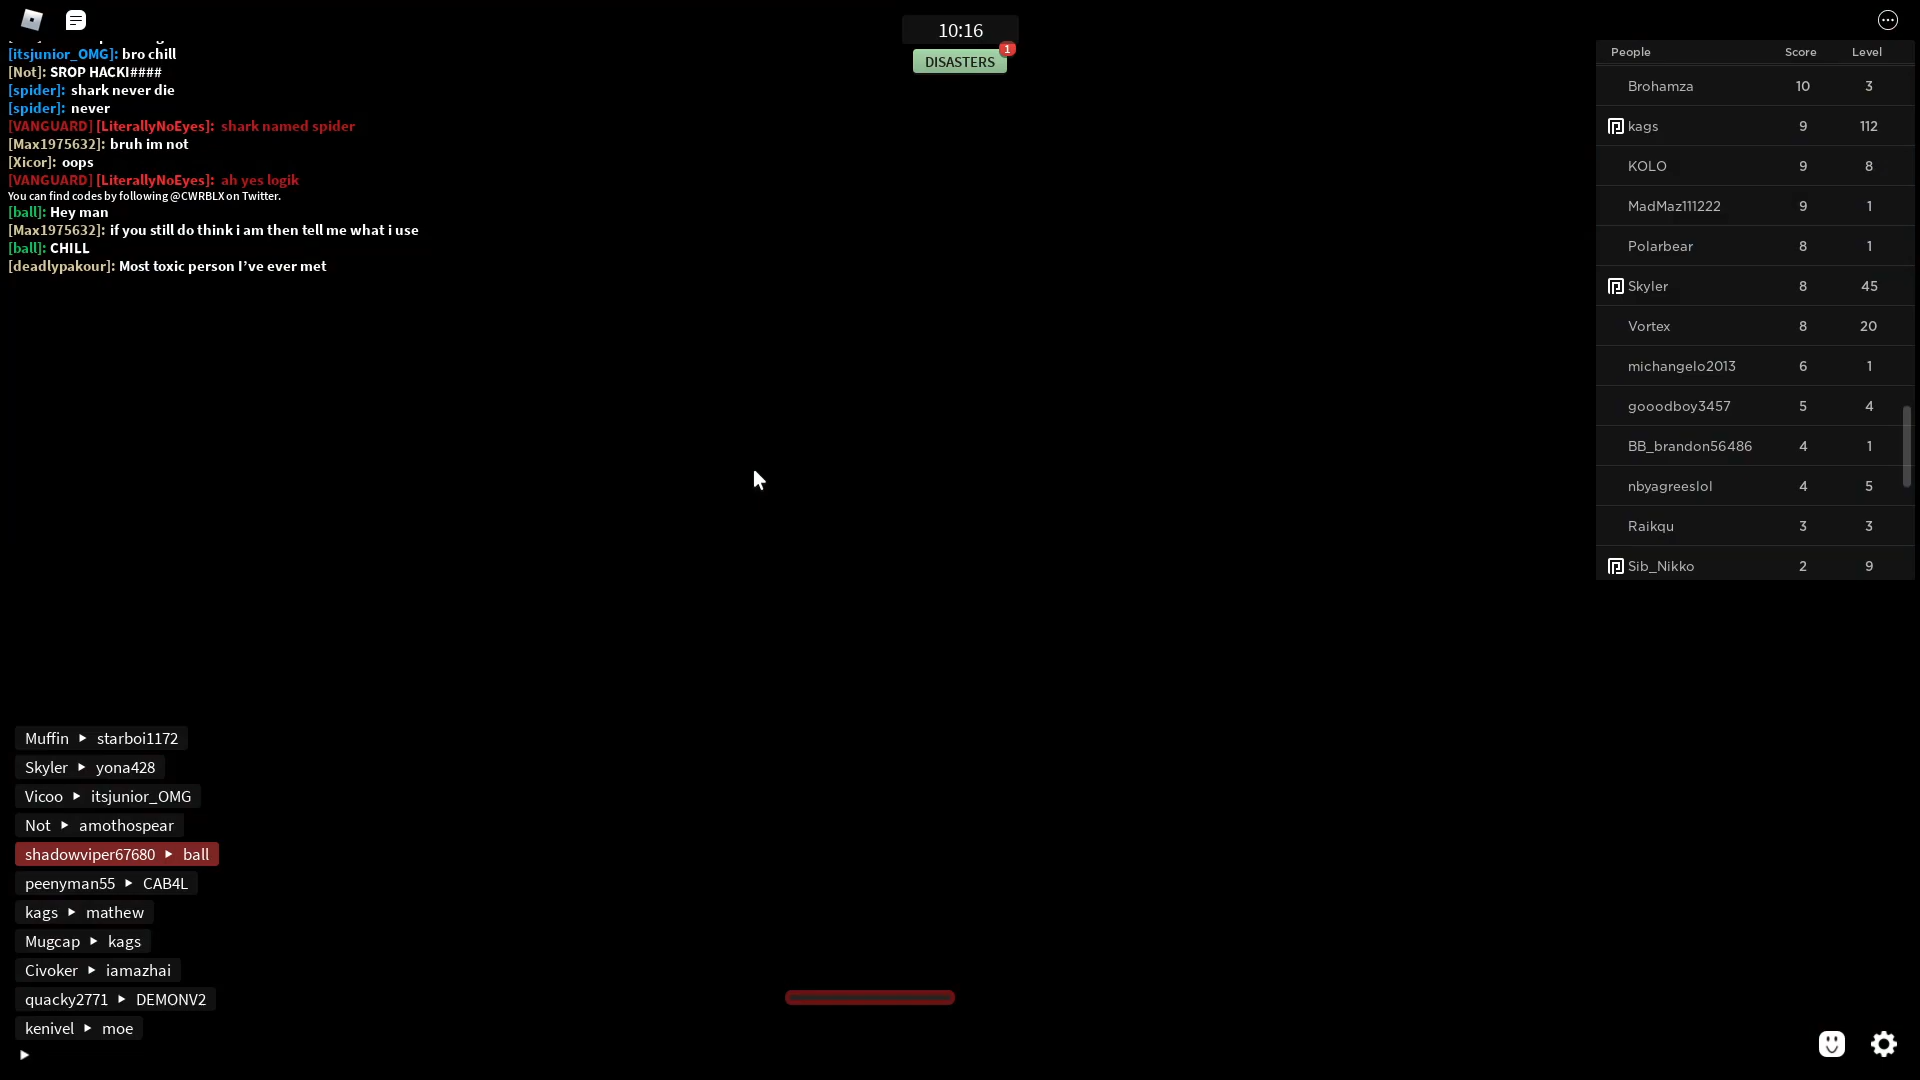 10:16
DISASTERS
1
[itsjunior_OMG]: bro chill
[Not]: SROP HACKI####
[spider]: shark never die
[spider]: never
[VANGUARD] [LiterallyNoEyes]: shark named spider
[Max1975632]: bruh im not
[Xicor]: oops
[VANGUARD] [LiterallyNoEyes]: ah yes logik
You can find codes by following @CWRBLX on Twitter.
[ball]: Hey man
[Max1975632]: if you still do think i am then tell me what i use
[ball]: CHILL
[deadlypakour]: Most toxic person I've ever met
People Score Level
Brohamza 10 3
kags 9 112
KOLO 9 8
MadMaz111222 9 1
Polarbear 8 1
Skyler 8 45
Vortex 8 20
michangelo2013 6 1
gooodboy3457 5 4
BB_brandon56486 4 1
nbyagreeslol 4 5
Raikqu 3 3
Sib_Nikko 2 9
Muffin ▶ starboi1172
Skyler ▶ yona428
Vicoo ▶ itsjunior_OMG
Not ▶ amothospear
shadowviper67680 ▶ ball
peenyman55 ▶ CAB4L
kags ▶ mathew
Mugcap ▶ kags
Civoker ▶ iamazhai
quacky2771 ▶ DEMONV2
kenivel ▶ moe